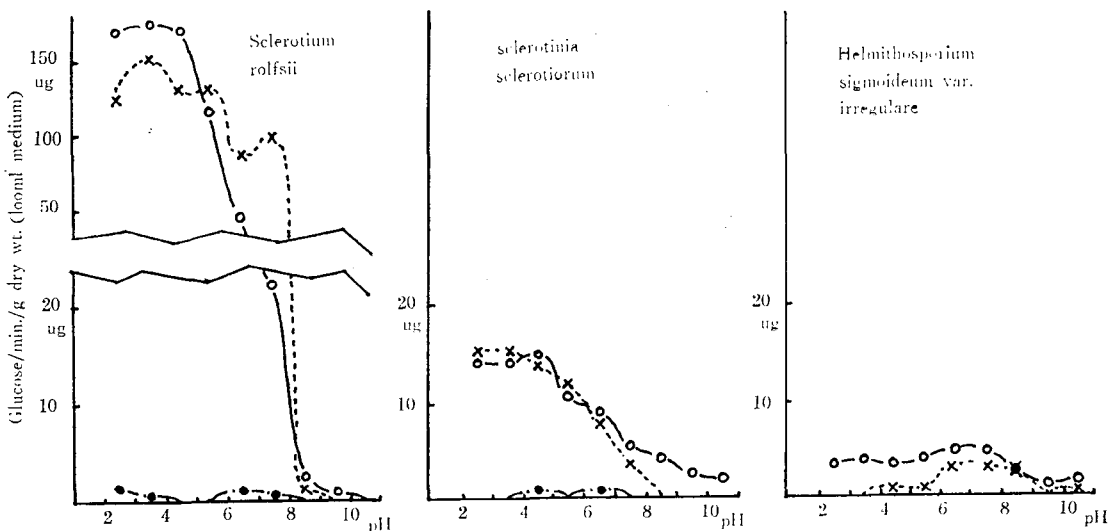 Glucose/min./g dry wt. (looml medium)
150
ug
100
50
20
ug
10
2 4 6 8 10
pH
Sclerotium
rolfsii
sclerotinia
sclerotiorum
20
ug
10
2 4 6 8 10
pH
Helmithosporium
sigmoideum var.
irregulare
20
ug
10
2 4 6 8 10
pH